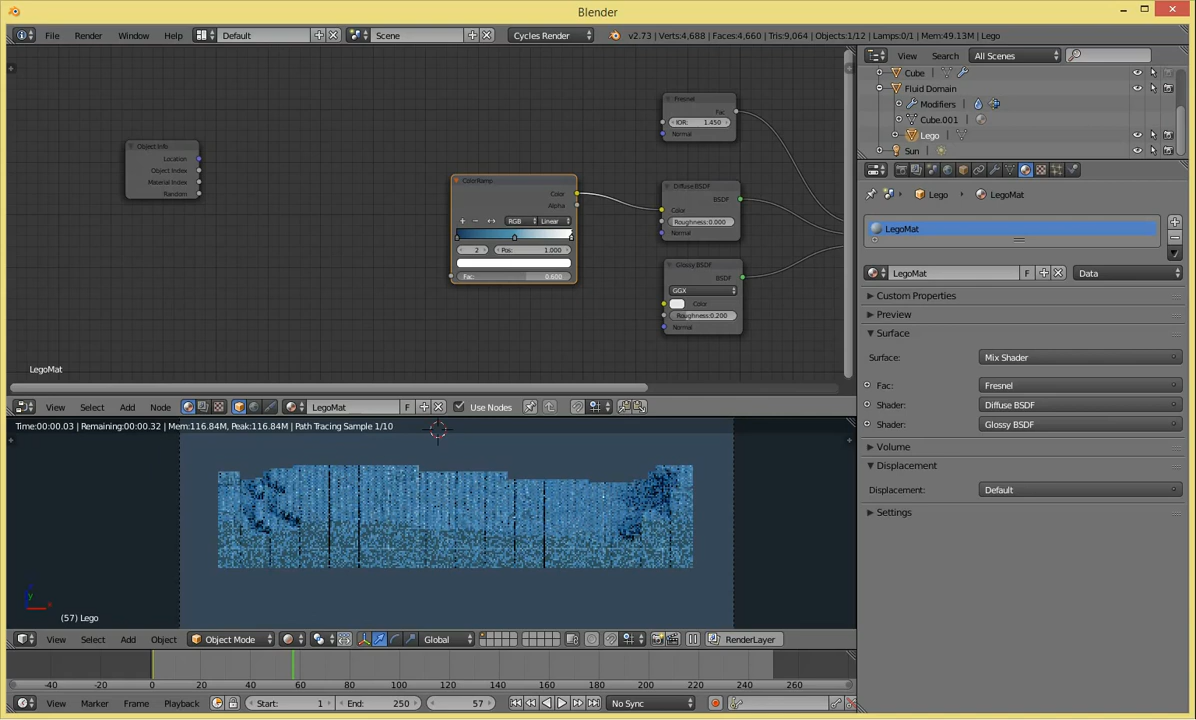 Blender
File Render Window Help Default Scene Cycles Render v2.73 | Verts:4,688 | Faces:4,660 | Tris:9,064 | Objects:1/12 | Lamps:0/1 | Mem:49.13M | Lego
View Search All Scenes
Cube
Fluid Domain
Modifiers
Cube.001
Lego
Sun
Fresnel
Fac
IOR: 1.450
Normal
Object Info
Location
Object Index
Material Index
Random
ColorRamp
Color
Alpha
RGB Linear
2 Pos: 1.000
Fac: 0.600
Diffuse BSDF
BSDF
Color
Roughness:0.000
Normal
Glossy BSDF
BSDF
GGX
Color
Roughness:0.200
Normal
LegoMat
View Select Add Node LegoMat F Use Nodes
Time:00:00.03 | Remaining:00:00.32 | Mem:116.84M, Peak:116.84M | Path Tracing Sample 1/10
(57) Lego
View Select Add Object Object Mode Global RenderLayer
-40 -20 0 20 40 60 80 100 120 140 160 180 200 220 240 260
View Marker Frame Playback Start: 1 End: 250 57 No Sync
Lego LegoMat
LegoMat
LegoMat F Data
Custom Properties
Preview
Surface
Surface: Mix Shader
Fac: Fresnel
Shader: Diffuse BSDF
Shader: Glossy BSDF
Volume
Displacement
Displacement: Default
Settings